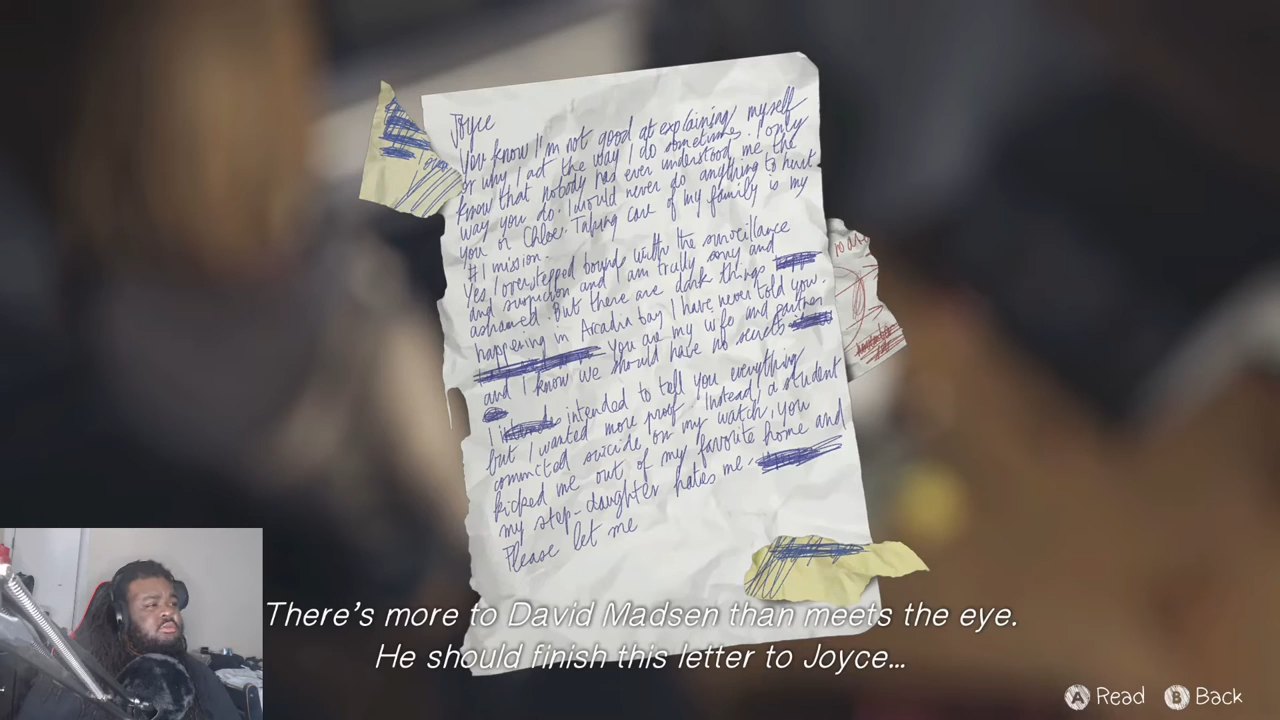 Joyce
You know I'm not good at explaining myself
or why I act the way I do sometimes. I only
know that nobody has ever understood me the
way you do. I would never do anything to hurt
you or Chloe. Taking care of my family is my
#1 mission.
Yes I overstepped bounds with the surveillance
and suspicion and I am trully sorry and
ashamed. But there are dark things
happening in Arcadia bay I have never told you.
You are my wife and partner
and I know we should have no secrets
I intended to tell you everything
but I wanted more proof. Instead, a student
committed suicide on my watch, you
kicked me out of my favorite home and
my step-daughter hates me.
Please let me
There's more to David Madsen than meets the eye.
He should finish this letter to Joyce...
A Read B Back